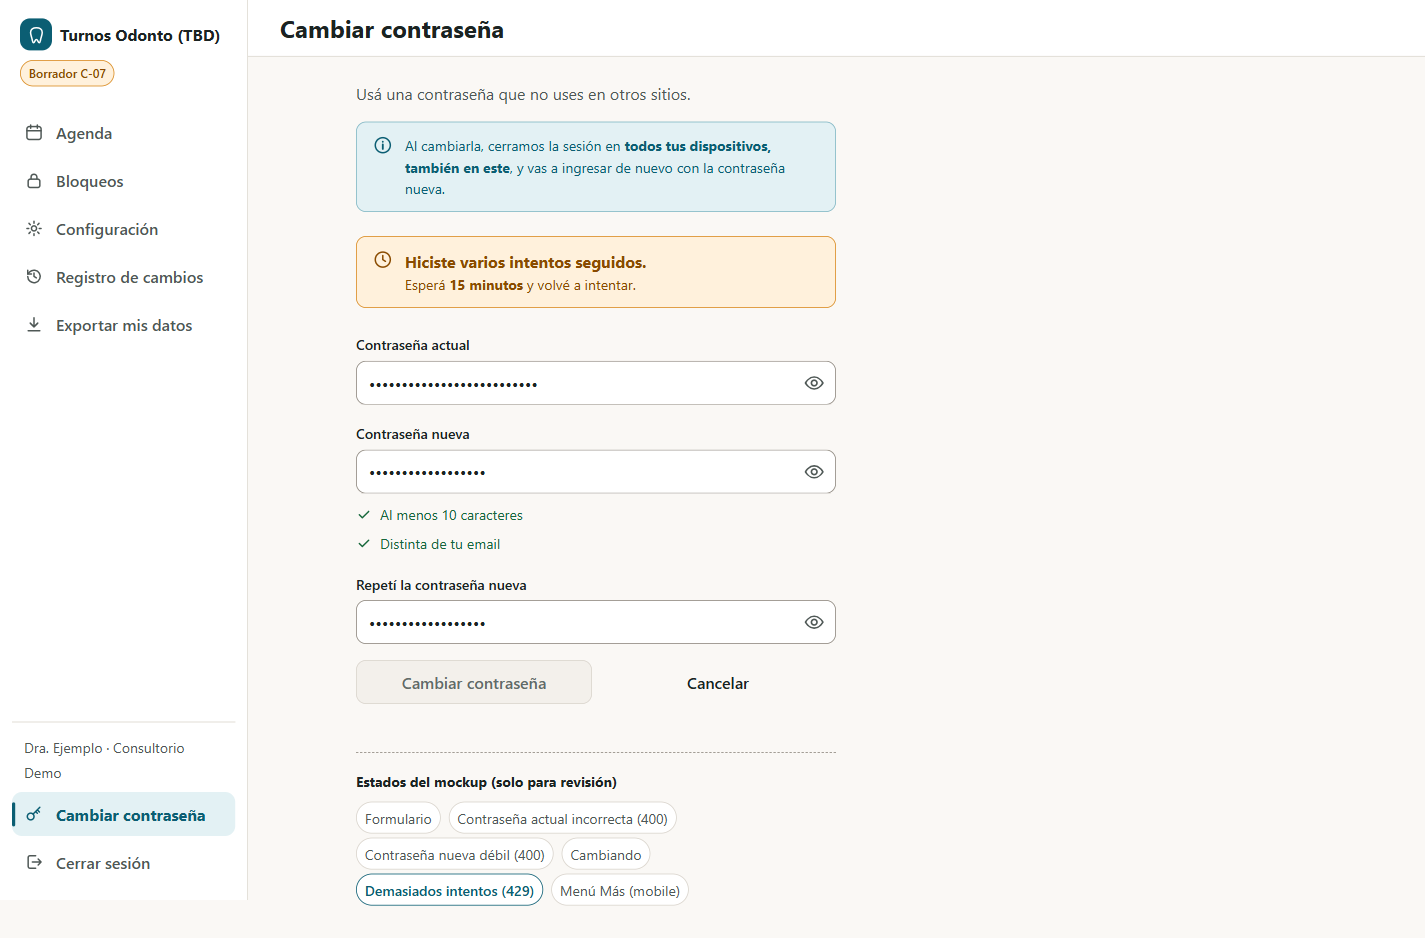 Turnos Odonto (TBD)
Borrador C-07
Agenda
Bloqueos
Configuración
Registro de cambios
Exportar mis datos
Dra. Ejemplo · Consultorio
Demo
Cambiar contraseña
Cerrar sesión
Cambiar contraseña
Usá una contraseña que no uses en otros sitios.
Al cambiarla, cerramos la sesión en todos tus dispositivos,
también en este, y vas a ingresar de nuevo con la contraseña
nueva.
Hiciste varios intentos seguidos.
Esperá 15 minutos y volvé a intentar.
Contraseña actual
••••••••••••••••••••••••••
Contraseña nueva
••••••••••••••••••
Al menos 10 caracteres
Distinta de tu email
Repetí la contraseña nueva
••••••••••••••••••
Cambiar contraseña
Cancelar
Estados del mockup (solo para revisión)
Formulario
Contraseña actual incorrecta (400)
Contraseña nueva débil (400)
Cambiando
Demasiados intentos (429)
Menú Más (mobile)